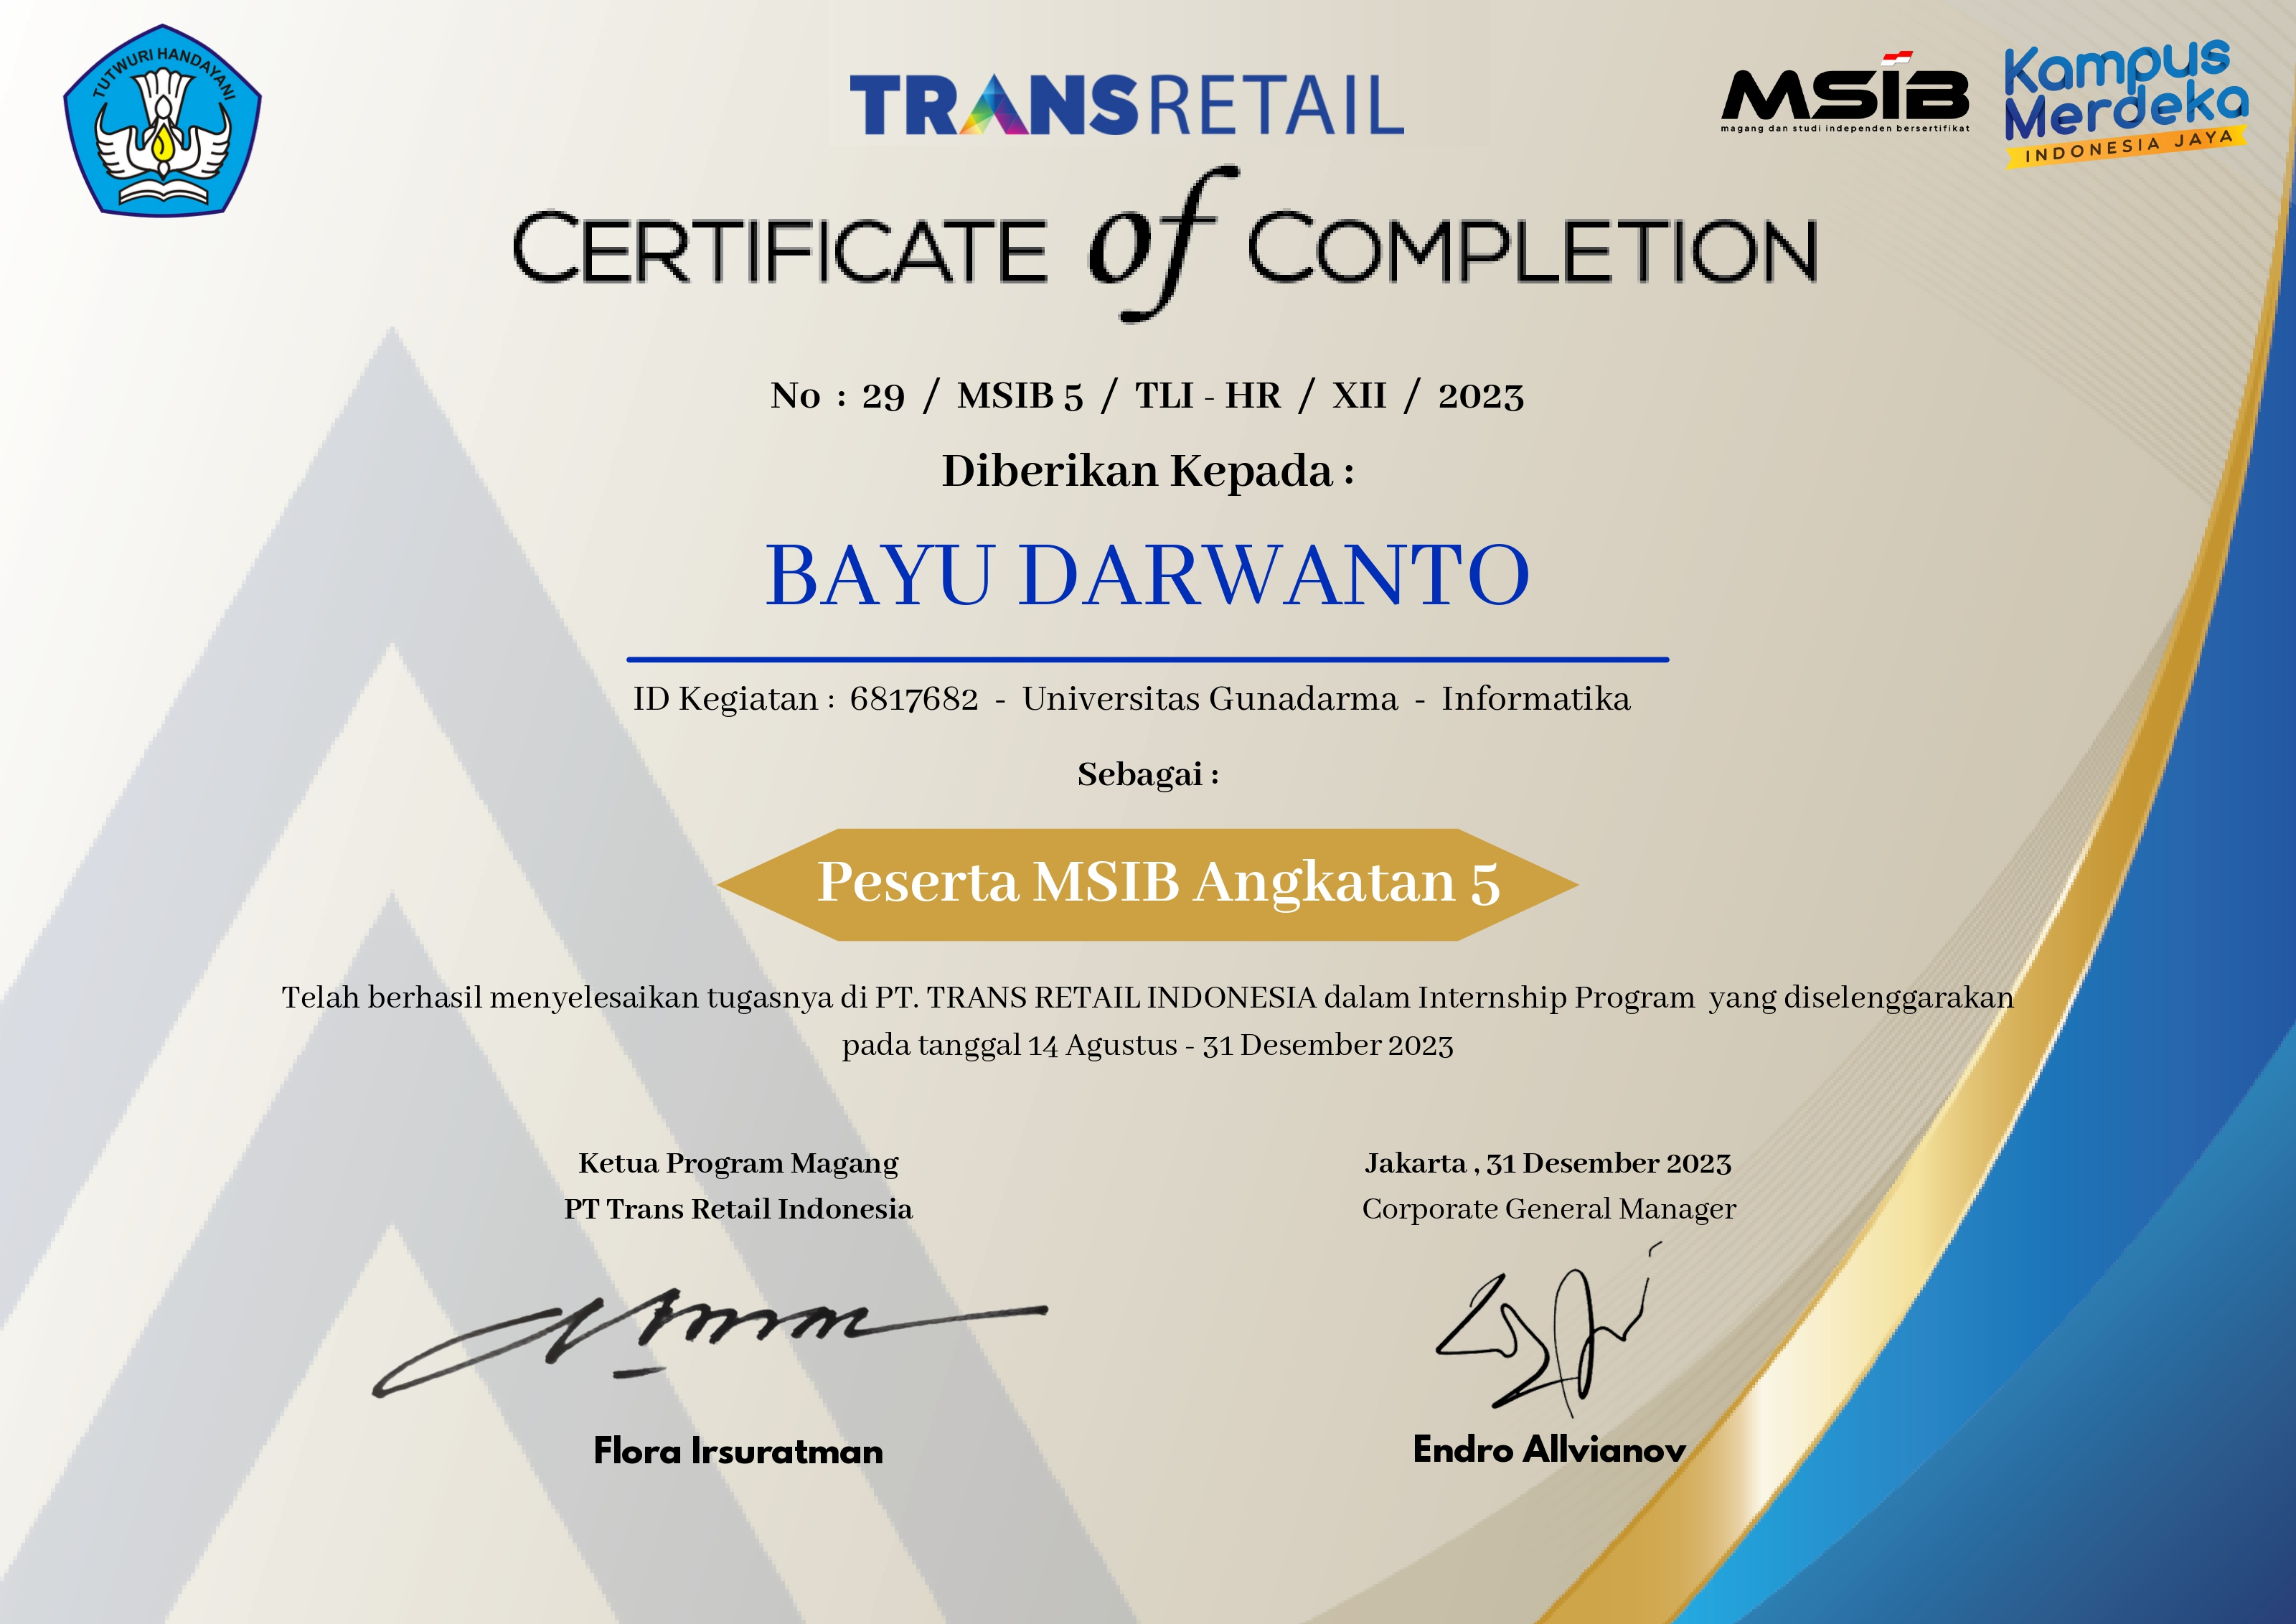 TUTWURI HANDAYANI
TRANSRETAIL
MSIB
magang dan studi independen bersertifikat
Kampus
Merdeka
INDONESIA JAYA
CERTIFICATE of COMPLETION
No : 29 / MSIB 5 / TLI - HR / XII / 2023
Diberikan Kepada :
BAYU DARWANTO
ID Kegiatan : 6817682 - Universitas Gunadarma - Informatika
Sebagai :
Peserta MSIB Angkatan 5
Telah berhasil menyelesaikan tugasnya di PT. TRANS RETAIL INDONESIA dalam Internship Program yang diselenggarakan
pada tanggal 14 Agustus - 31 Desember 2023
Ketua Program Magang
PT Trans Retail Indonesia
Flora Irsuratman
Jakarta , 31 Desember 2023
Corporate General Manager
Endro Allvianov